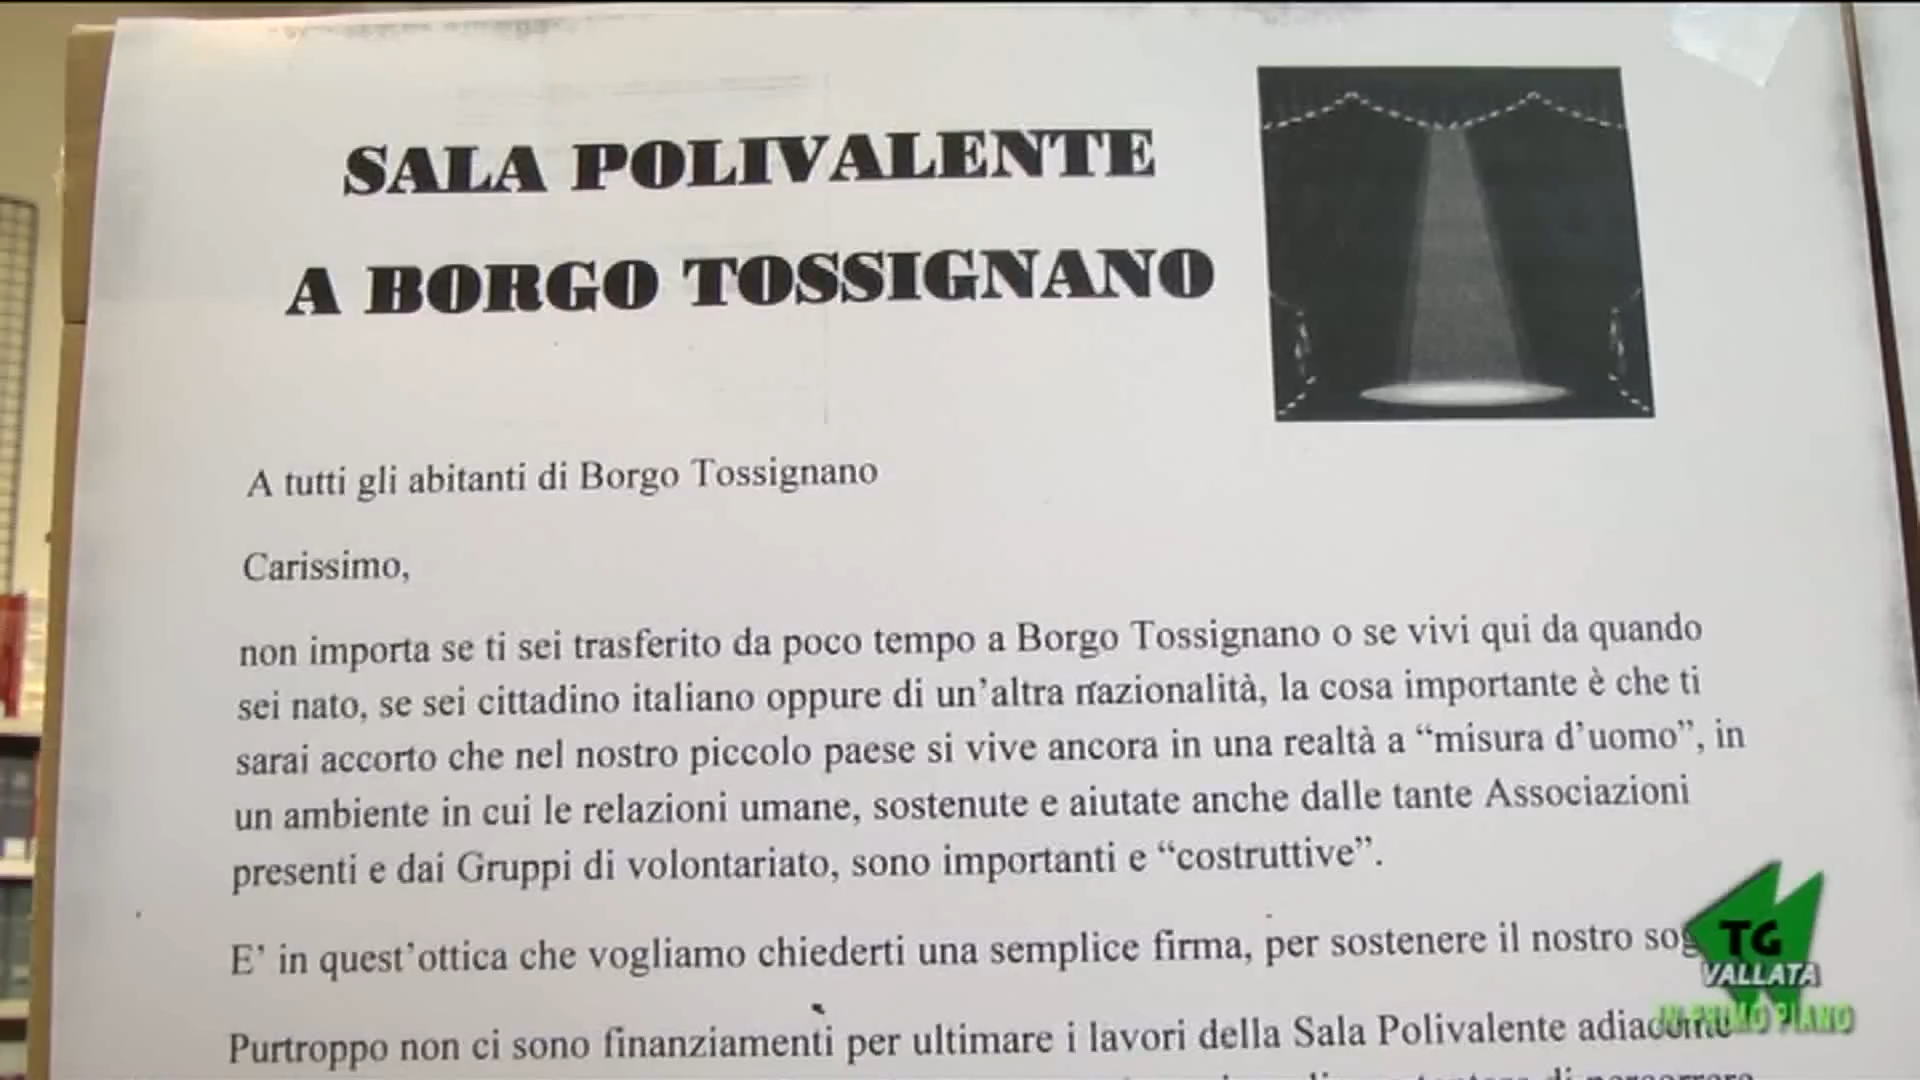 SALA POLIVALENTE
A BORGO TOSSIGNANO
A tutti gli abitanti di Borgo Tossignano
Carissimo,
non importa se ti sei trasferito da poco tempo a Borgo Tossignano o se vivi qui da quando
sei nato, se sei cittadino italiano oppure di un'altra nazionalità, la cosa importante è che ti
sarai accorto che nel nostro piccolo paese si vive ancora in una realtà a “misura d'uomo”, in
un ambiente in cui le relazioni umane, sostenute e aiutate anche dalle tante Associazioni
presenti e dai Gruppi di volontariato, sono importanti e “costruttive”.
E' in quest'ottica che vogliamo chiederti una semplice firma, per sostenere il nostro
Purtroppo non ci sono finanziamenti per ultimare i lavori della Sala Polivalente
TG
VALLATA
IN PRIMO PIANO